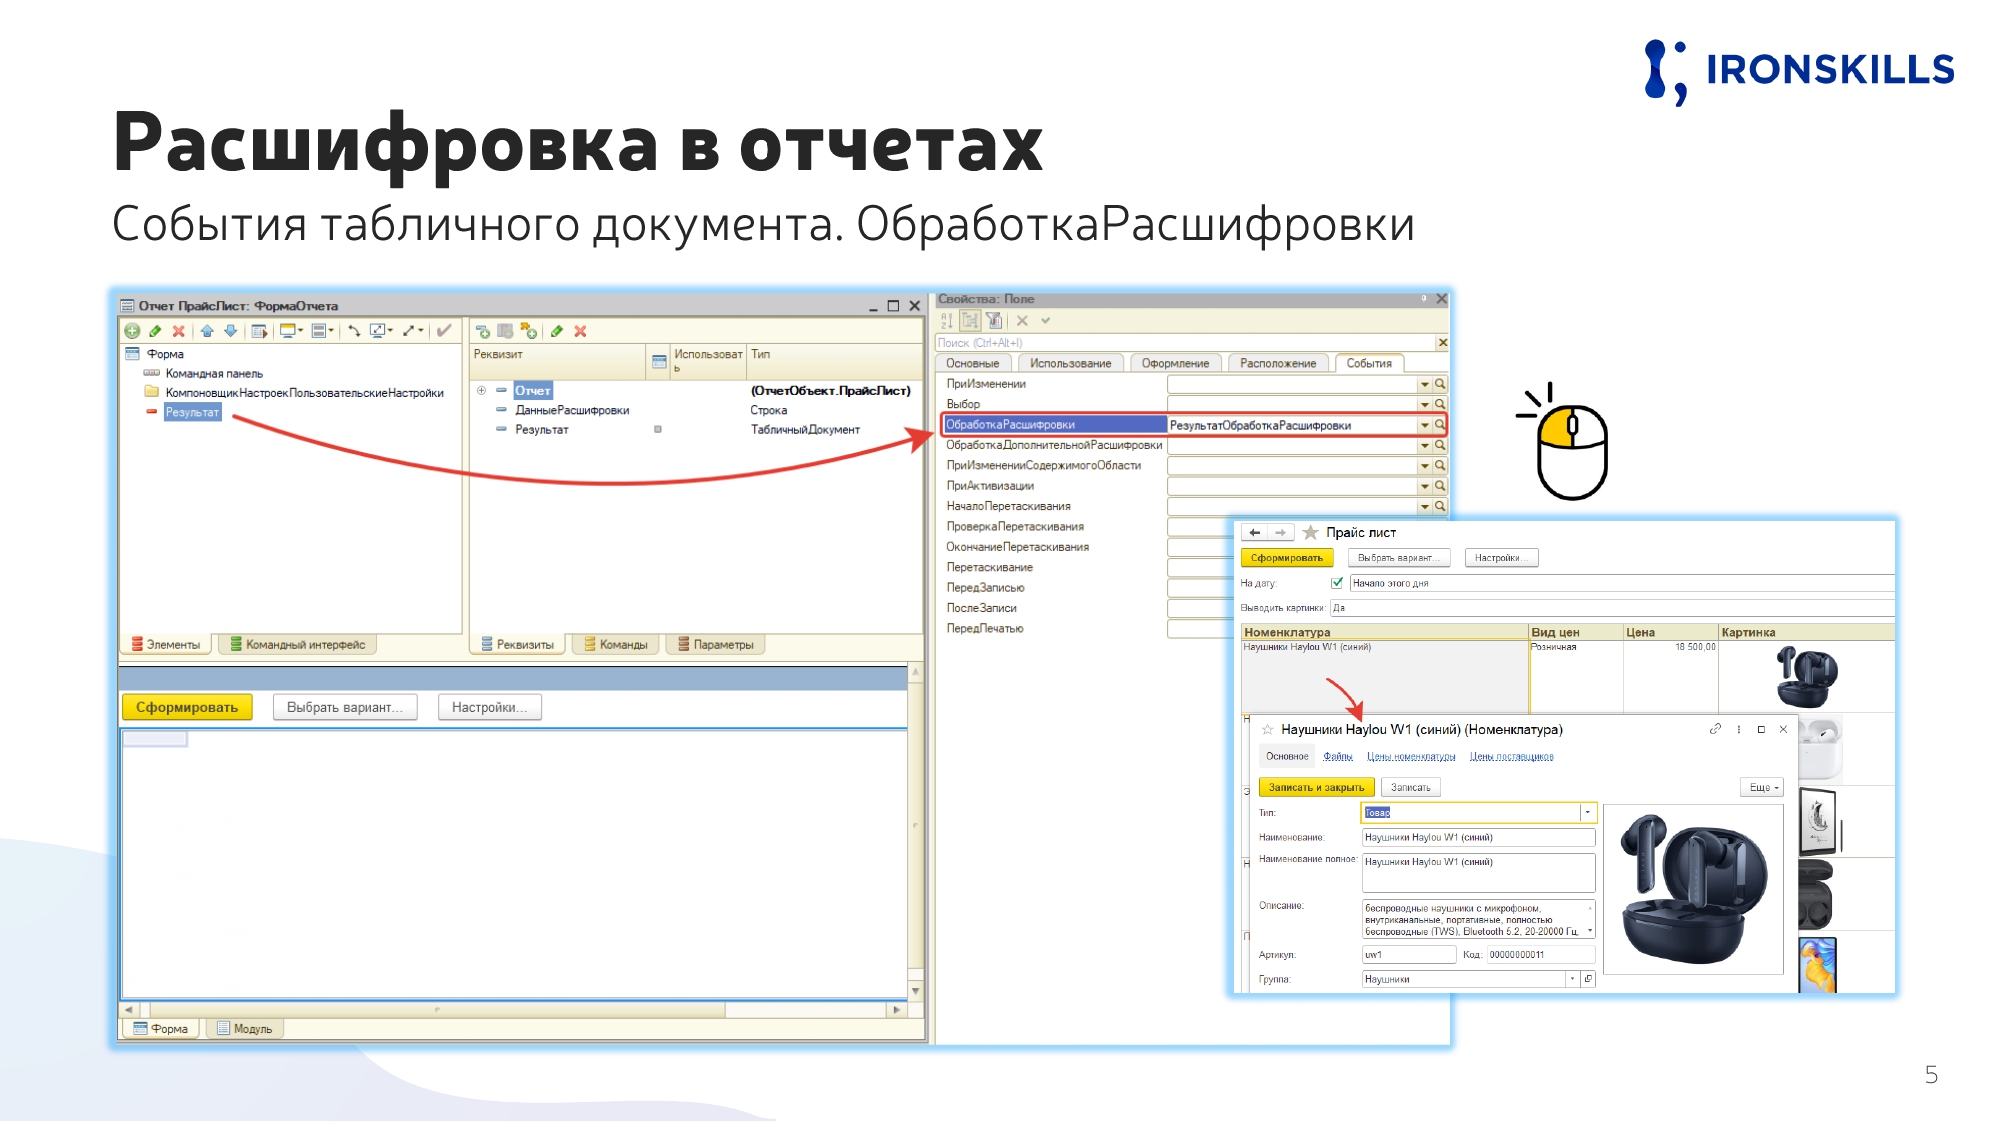 IRONSKILLS
Расшифровка в отчетах
События табличного документа. ОбработкаРасшифровки
Отчет ПрайсЛист: ФормаОтчета
Форма
Командная панель
КомпоновщикНастроекПользовательскиеНастройки
Результат
Элементы
Командный интерфейс
Реквизит
Использовать
Тип
Отчет
(ОтчетОбъект.ПрайсЛист)
ДанныеРасшифровки
Строка
Результат
ТабличныйДокумент
Реквизиты
Команды
Параметры
Сформировать
Выбрать вариант...
Настройки...
Форма
Модуль
Свойства: Поле
Поиск (Ctrl+Alt+I)
Основные
Использование
Оформление
Расположение
События
ПриИзменении
Выбор
ОбработкаРасшифровки
РезультатОбработкаРасшифровки
ОбработкаДополнительнойРасшифровки
ПриИзмененииСодержимогоОбласти
ПриАктивизации
НачалоПеретаскивания
ПроверкаПеретаскивания
ОкончаниеПеретаскивания
Перетаскивание
ПередЗаписью
ПослеЗаписи
ПередПечатью
Прайс лист
Сформировать
Выбрать вариант...
Настройки...
На дату:
Начало этого дня
Выводить картинки:
Да
Номенклатура
Вид цен
Цена
Картинка
Наушники Haylou W1 (синий)
Розничная
18 500,00
Наушники Haylou W1 (синий) (Номенклатура)
Основное
Файлы
Цены номенклатуры
Цены поставщиков
Записать и закрыть
Записать
Еще
Тип:
Товар
Наименование:
Наушники Haylou W1 (синий)
Наименование полное:
Наушники Haylou W1 (синий)
Описание:
беспроводные наушники с микрофоном,
внутриканальные, портативные, полностью
беспроводные (TWS), Bluetooth 5.2, 20-20000 Гц,
Артикул:
uw1
Код:
00000000011
Группа:
Наушники
5